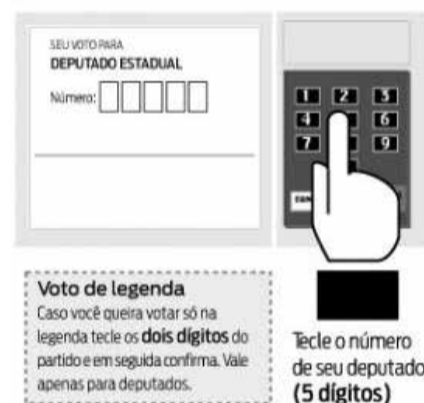 SEU VOTO PARA
DEPUTADO ESTADUAL
Número:
1 2 3
4 6
7 9
Voto de legenda
Caso você queira votar só na
legenda tecle os dois dígitos do
partido e em seguida confirma. Vale
apenas para deputados.
Tecle o número
de seu deputado
(5 dígitos)